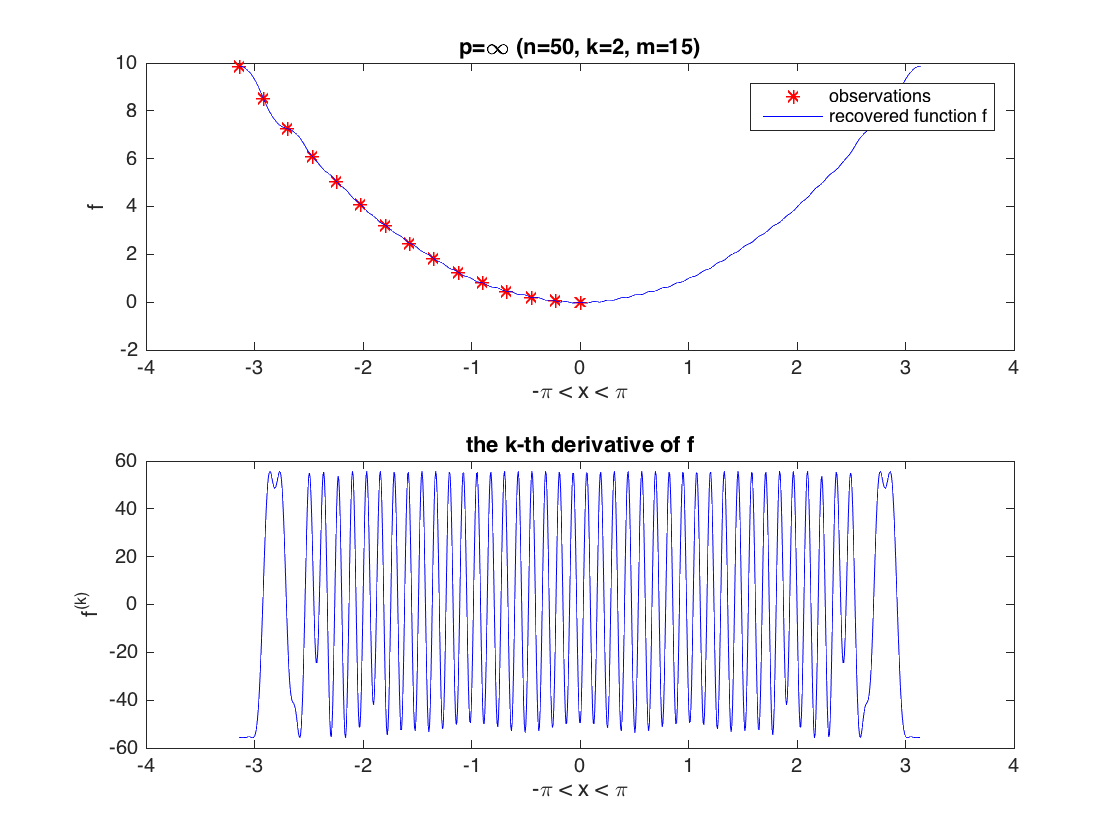 p=∞ (n=50, k=2, m=15)
10
8
6
4
2
0
-2
f
observations
recovered function f
-4 -3 -2 -1 0 1 2 3 4
-π < x < π
the k-th derivative of f
60
40
20
0
-20
-40
-60
f(k)
-4 -3 -2 -1 0 1 2 3 4
-π < x < π